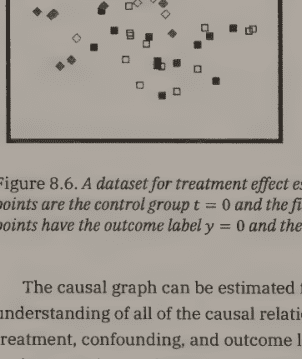 Figure 8.6. A dataset for treatment effect es
points are the control group t = 0 and the fi
points have the outcome label y = 0 and the
The causal graph can be estimated
understanding of all of the causal relati
treatment, confounding, and outcome l